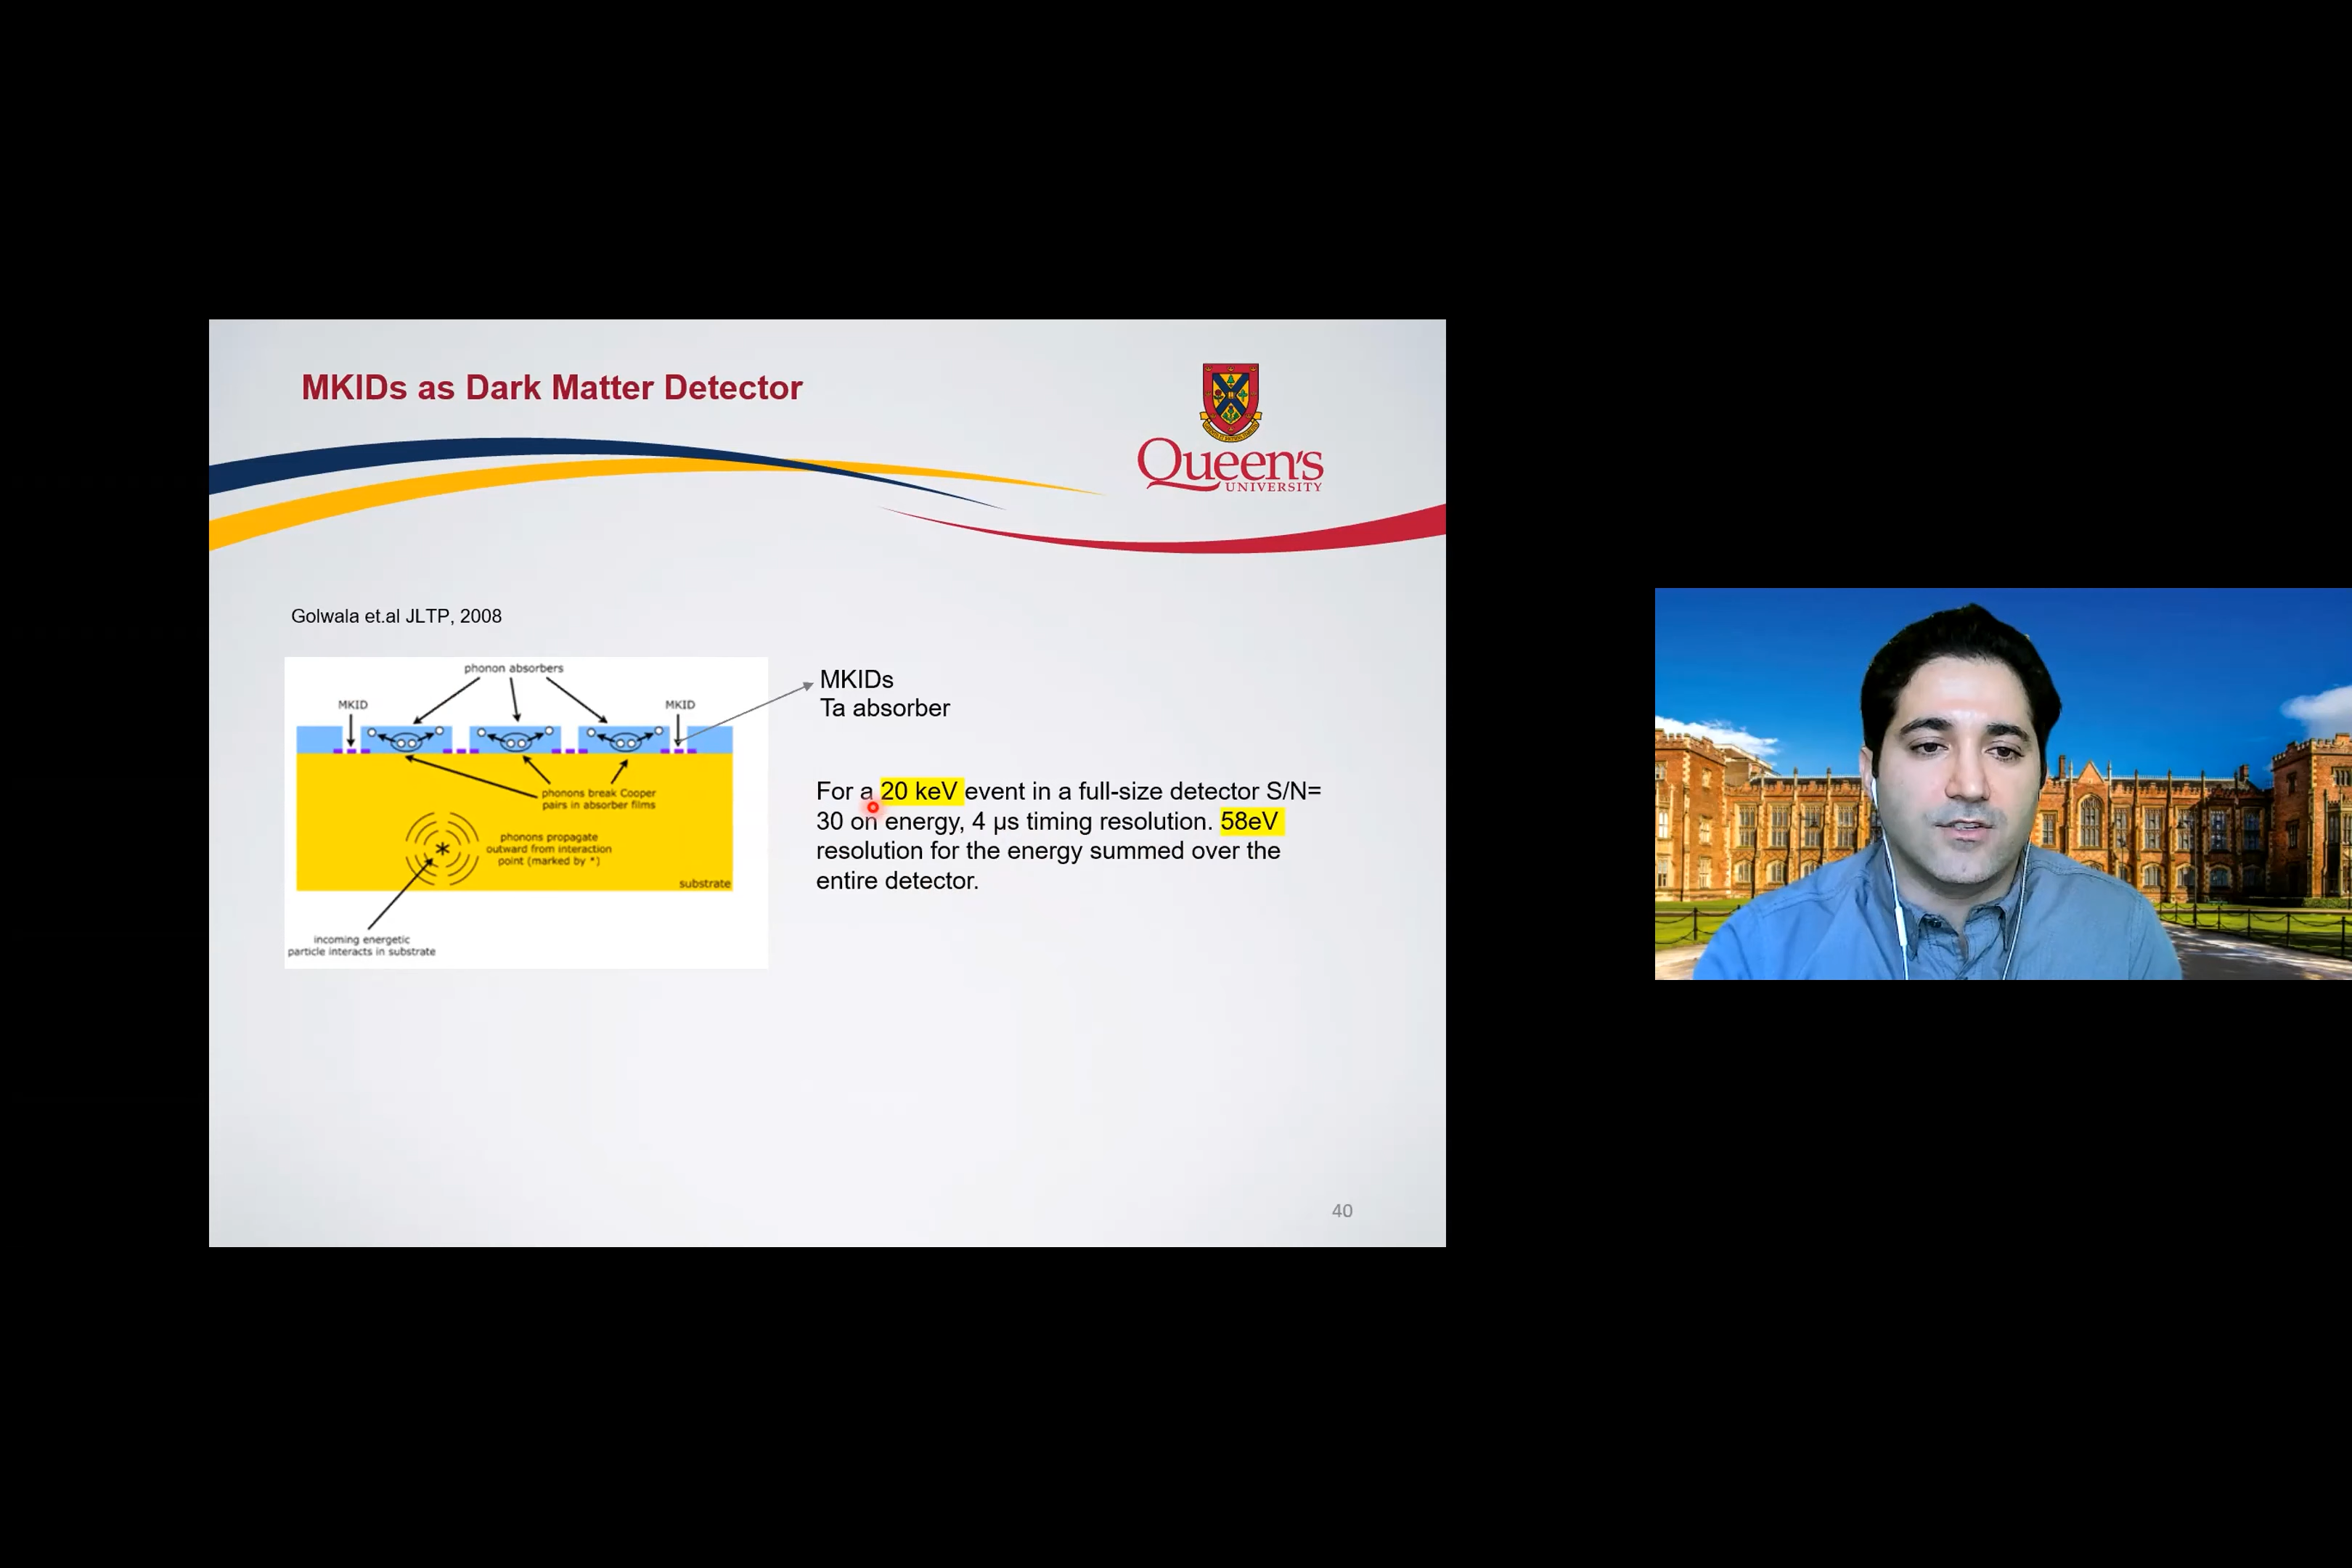 MKIDs as Dark Matter Detector
Queen's
UNIVERSITY
Golwala et.al JLTP, 2008
phonon absorbers
MKID
MKID
phonons break Cooper
pairs in absorber films
phonons propagate
outward from interaction
point (marked by *)
substrate
incoming energetic
particle interacts in substrate
MKIDs
Ta absorber
For a 20 keV event in a full-size detector S/N=
30 on energy, 4 μs timing resolution. 58eV
resolution for the energy summed over the
entire detector.
40